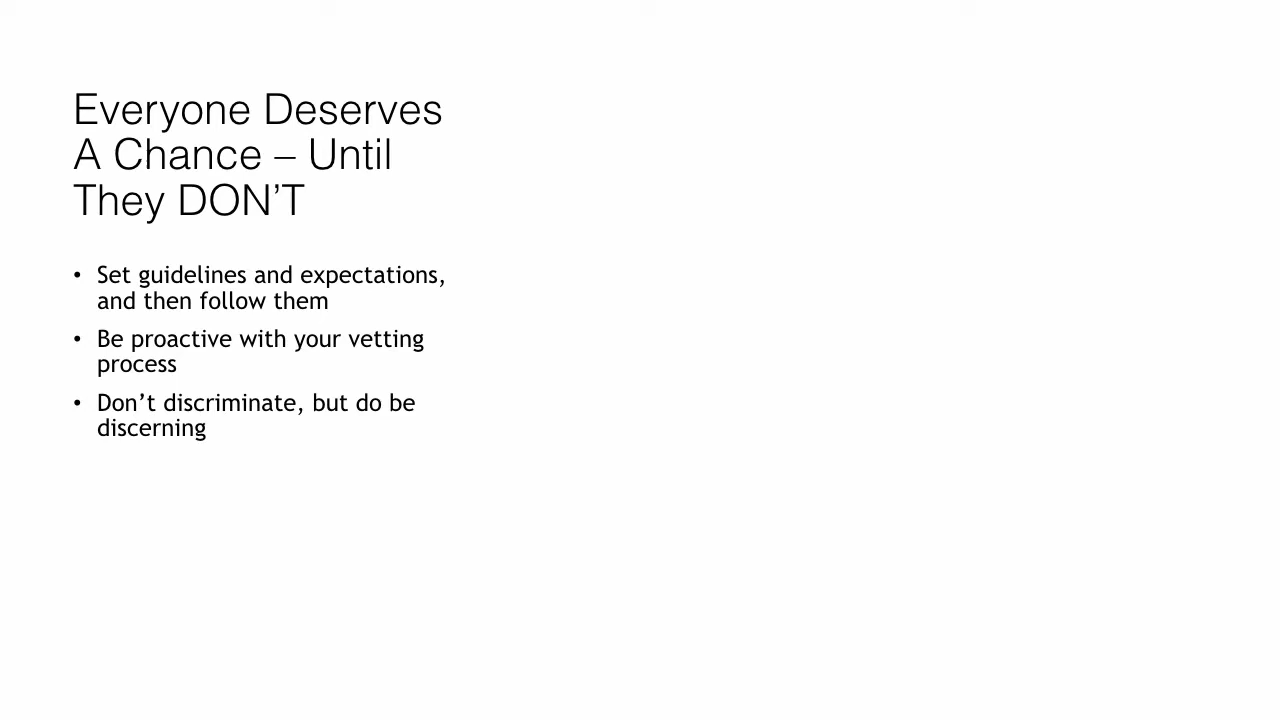 Everyone Deserves
A Chance – Until
They DON’T
• Set guidelines and expectations,
and then follow them
• Be proactive with your vetting
process
• Don’t discriminate, but do be
discerning